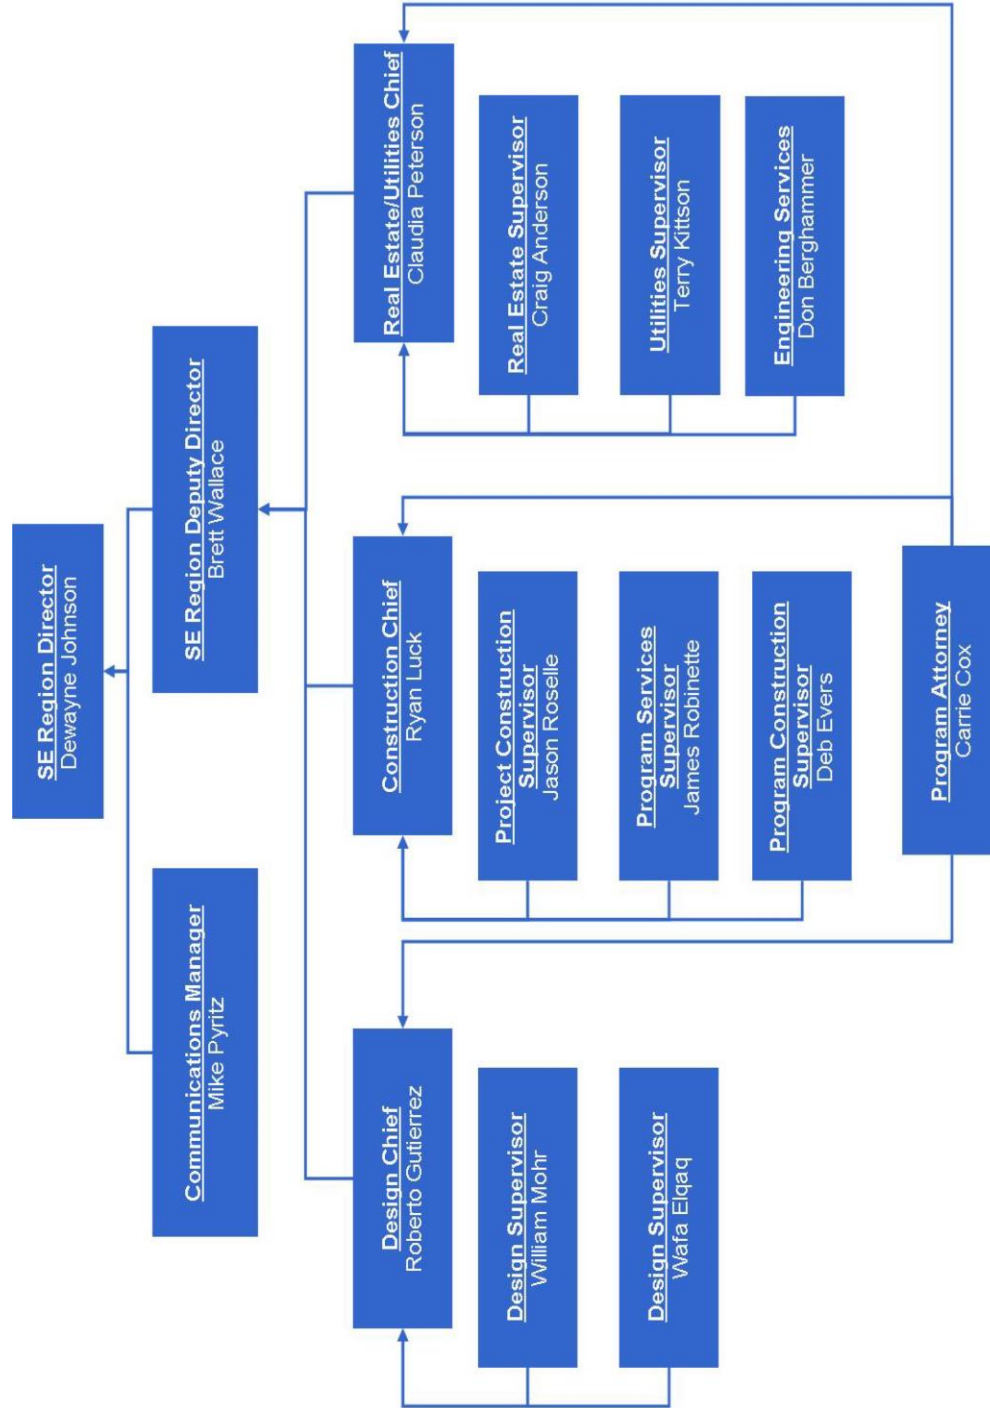 SE Region Director
Dewayne Johnson
Communications Manager
Mike Pyritz
SE Region Deputy Director
Brett Wallace
Design Chief
Roberto Gutierrez
Construction Chief
Ryan Luck
Real Estate/Utilities Chief
Claudia Peterson
Design Supervisor
William Mohr
Design Supervisor
Wafa Elqaq
Project Construction
Supervisor
Jason Roselle
Program Services
Supervisor
James Robinette
Program Construction
Supervisor
Deb Evers
Real Estate Supervisor
Craig Anderson
Utilities Supervisor
Terry Kittson
Engineering Services
Don Berghammer
Program Attorney
Carrie Cox